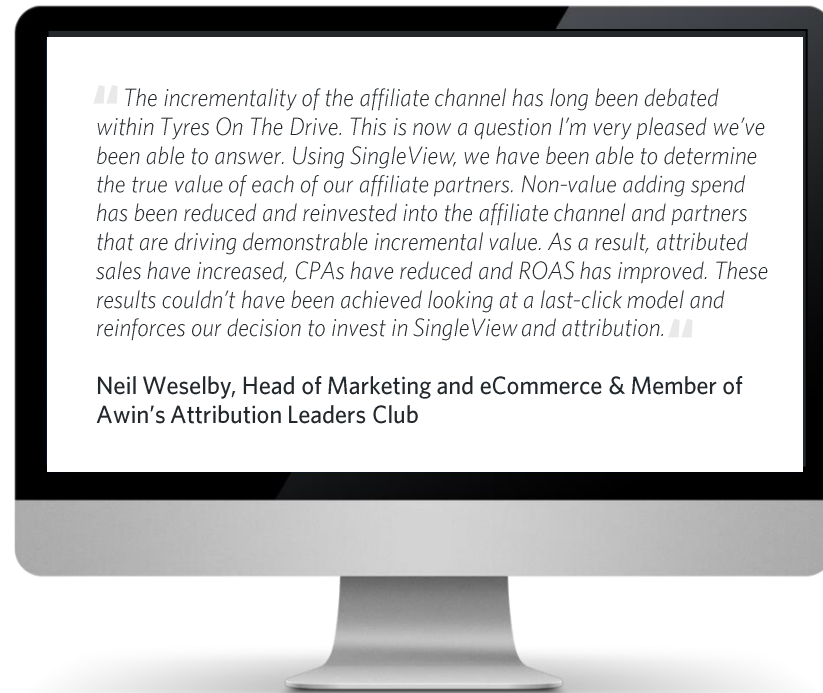 “ The incrementality of the affiliate channel has long been debated
within Tyres On The Drive. This is now a question I’m very pleased we’ve
been able to answer. Using SingleView, we have been able to determine
the true value of each of our affiliate partners. Non-value adding spend
has been reduced and reinvested into the affiliate channel and partners
that are driving demonstrable incremental value. As a result, attributed
sales have increased, CPAs have reduced and ROAS has improved. These
results couldn’t have been achieved looking at a last-click model and
reinforces our decision to invest in SingleView and attribution. ”
Neil Weselby, Head of Marketing and eCommerce & Member of
Awin’s Attribution Leaders Club